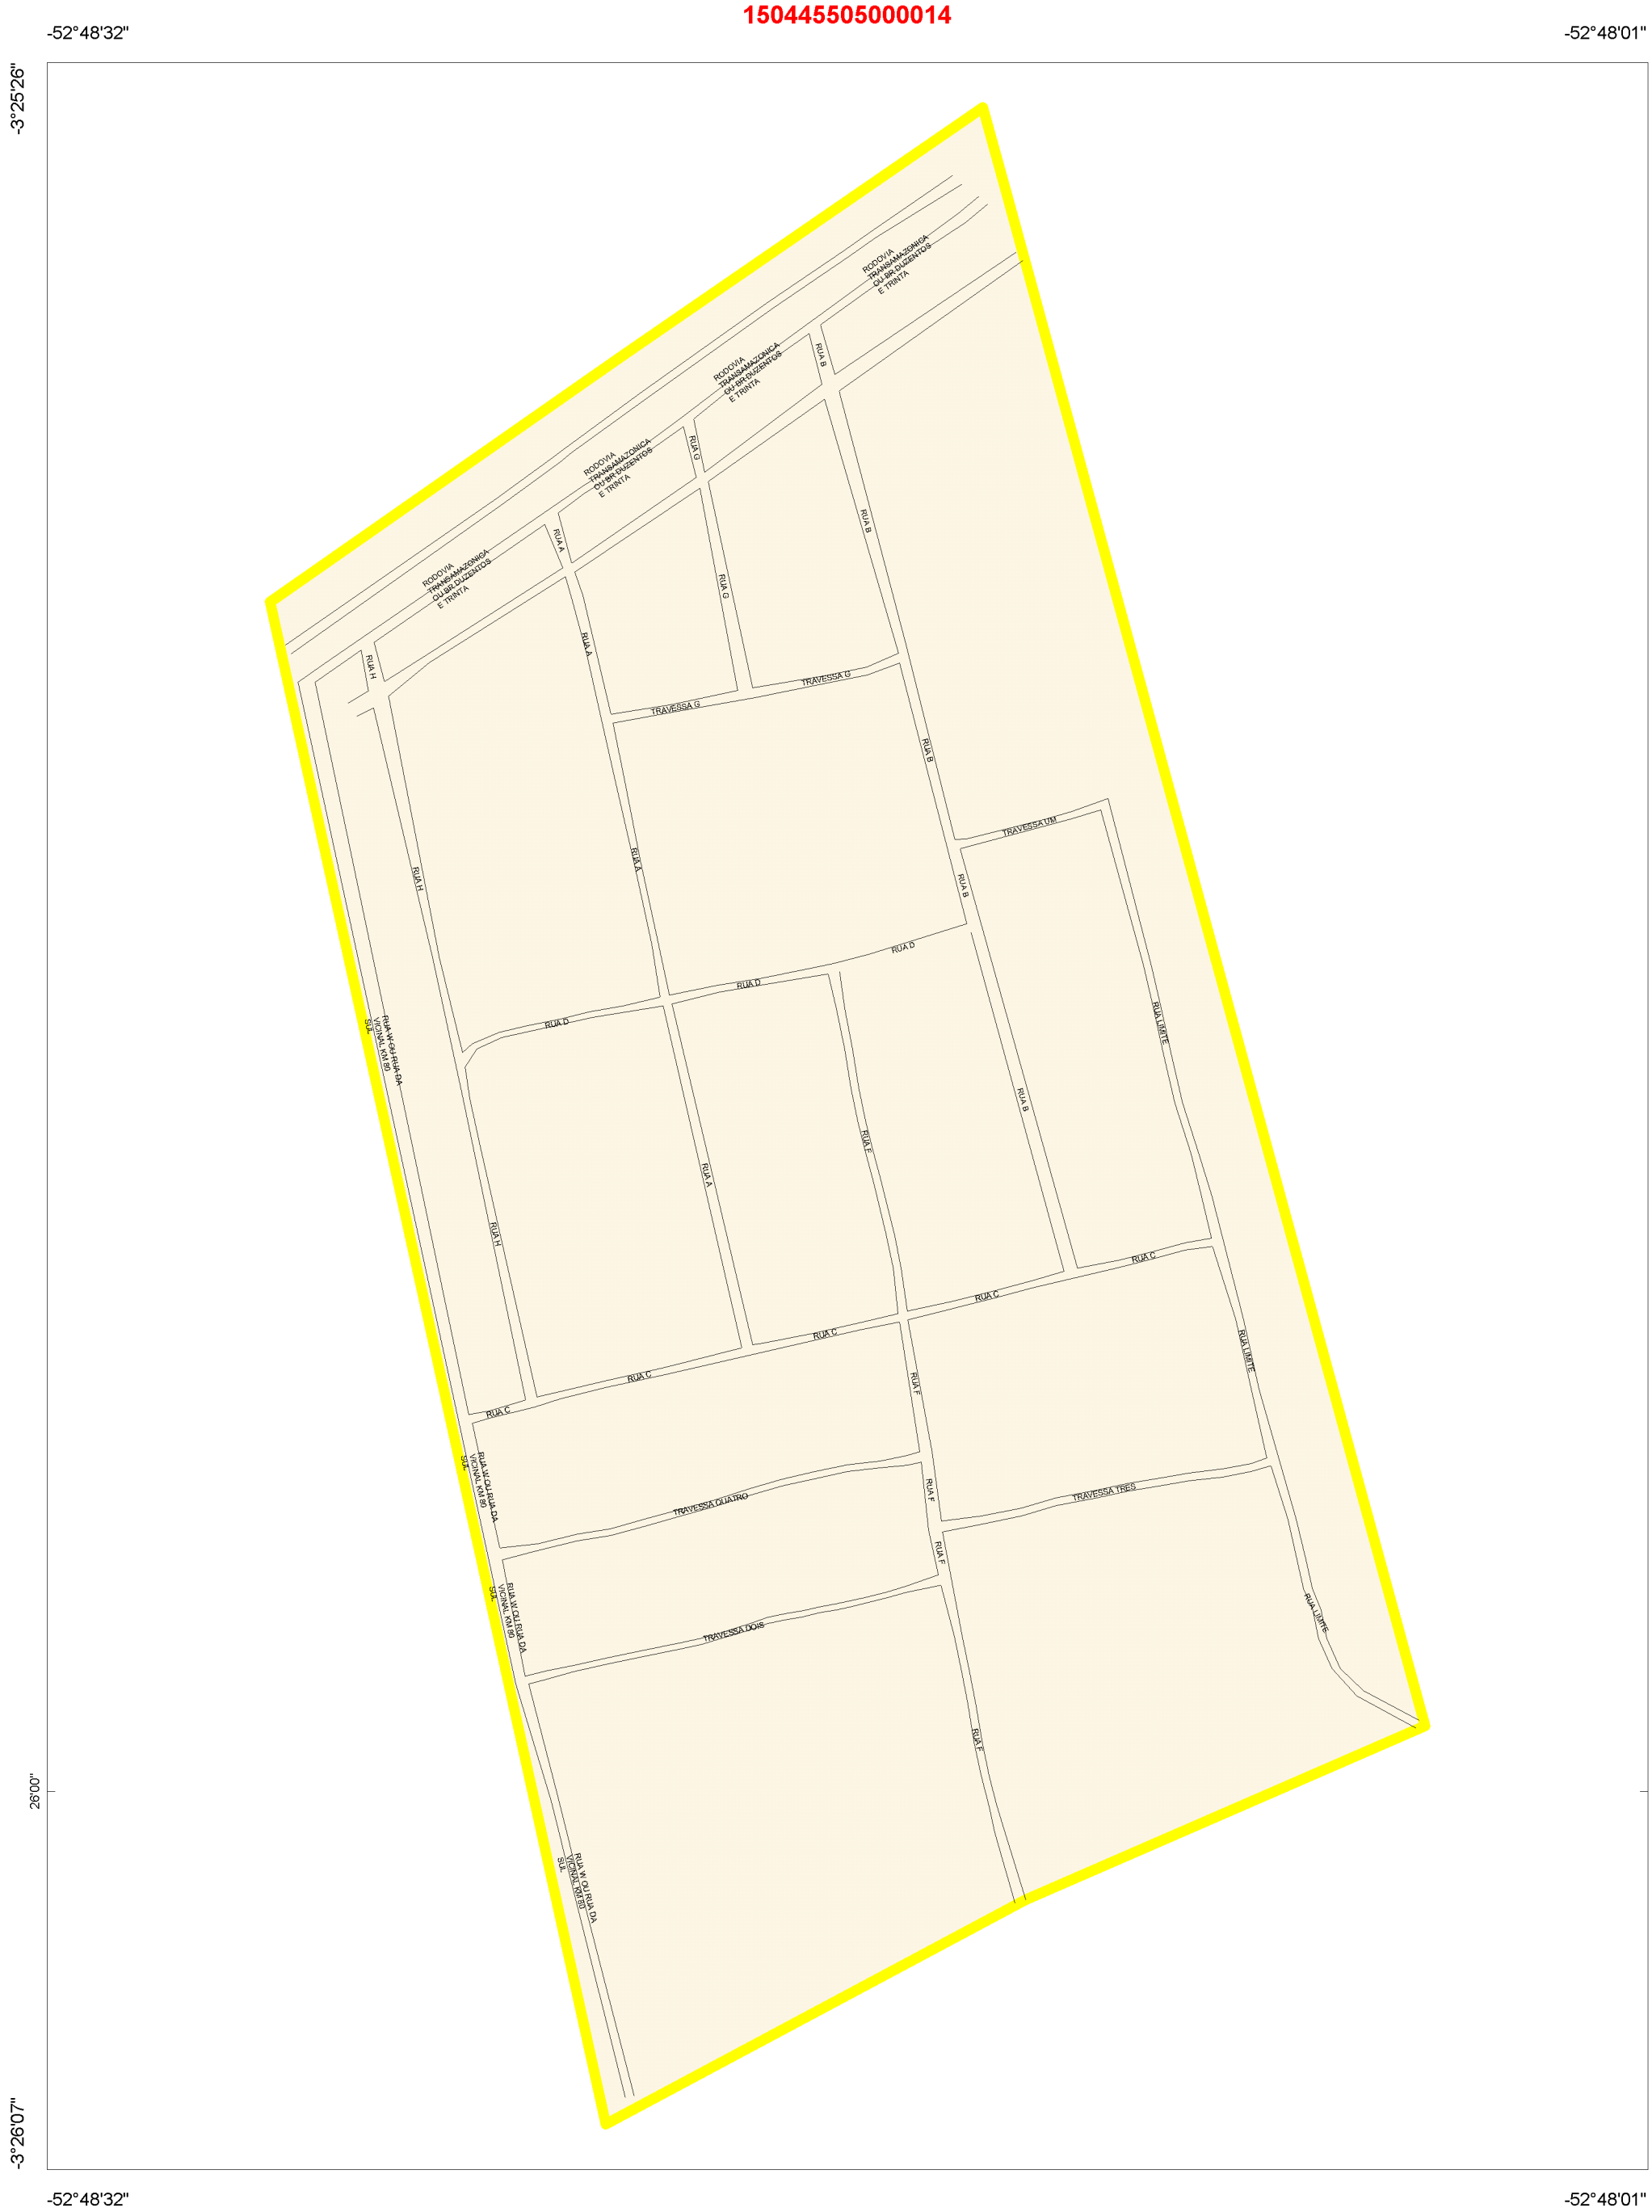 150445505000014
-52°48'32"
-52°48'01"
-3°25'26"
RODOVIA
TRANSAMAZONICA
OU BR DUZENTOS
E TRINTA
RUA B
RODOVIA
TRANSAMAZONICA
OU BR DUZENTOS
E TRINTA
RUA G
RODOVIA
TRANSAMAZONICA
OU BR DUZENTOS
E TRINTA
RUA B
RUA A
RODOVIA
TRANSAMAZONICA
OU BR DUZENTOS
E TRINTA
RUA G
RUA A
RUA H
TRAVESSA G
TRAVESSA G
RUA B
TRAVESSA UM
RUA A
RUA H
RUA B
RUA D
RUA D
RUA D
RUA LIMITE
RUA W OU RUA DA
VICINAL KM 80
SUL
RUA B
RUA F
RUA A
RUA H
RUA C
RUA C
RUA C
RUA LIMITE
RUA C
RUA F
RUA C
RUA W OU RUA DA
VICINAL KM 80
SUL
RUA F
TRAVESSA TRES
TRAVESSA QUATRO
RUA F
RUA W OU RUA DA
VICINAL KM 80
SUL
RUA LIMITE
TRAVESSA DOIS
RUA F
26'00"
RUA W OU RUA DA
VICINAL KM 80
SUL
-3°26'07"
-52°48'32"
-52°48'01"